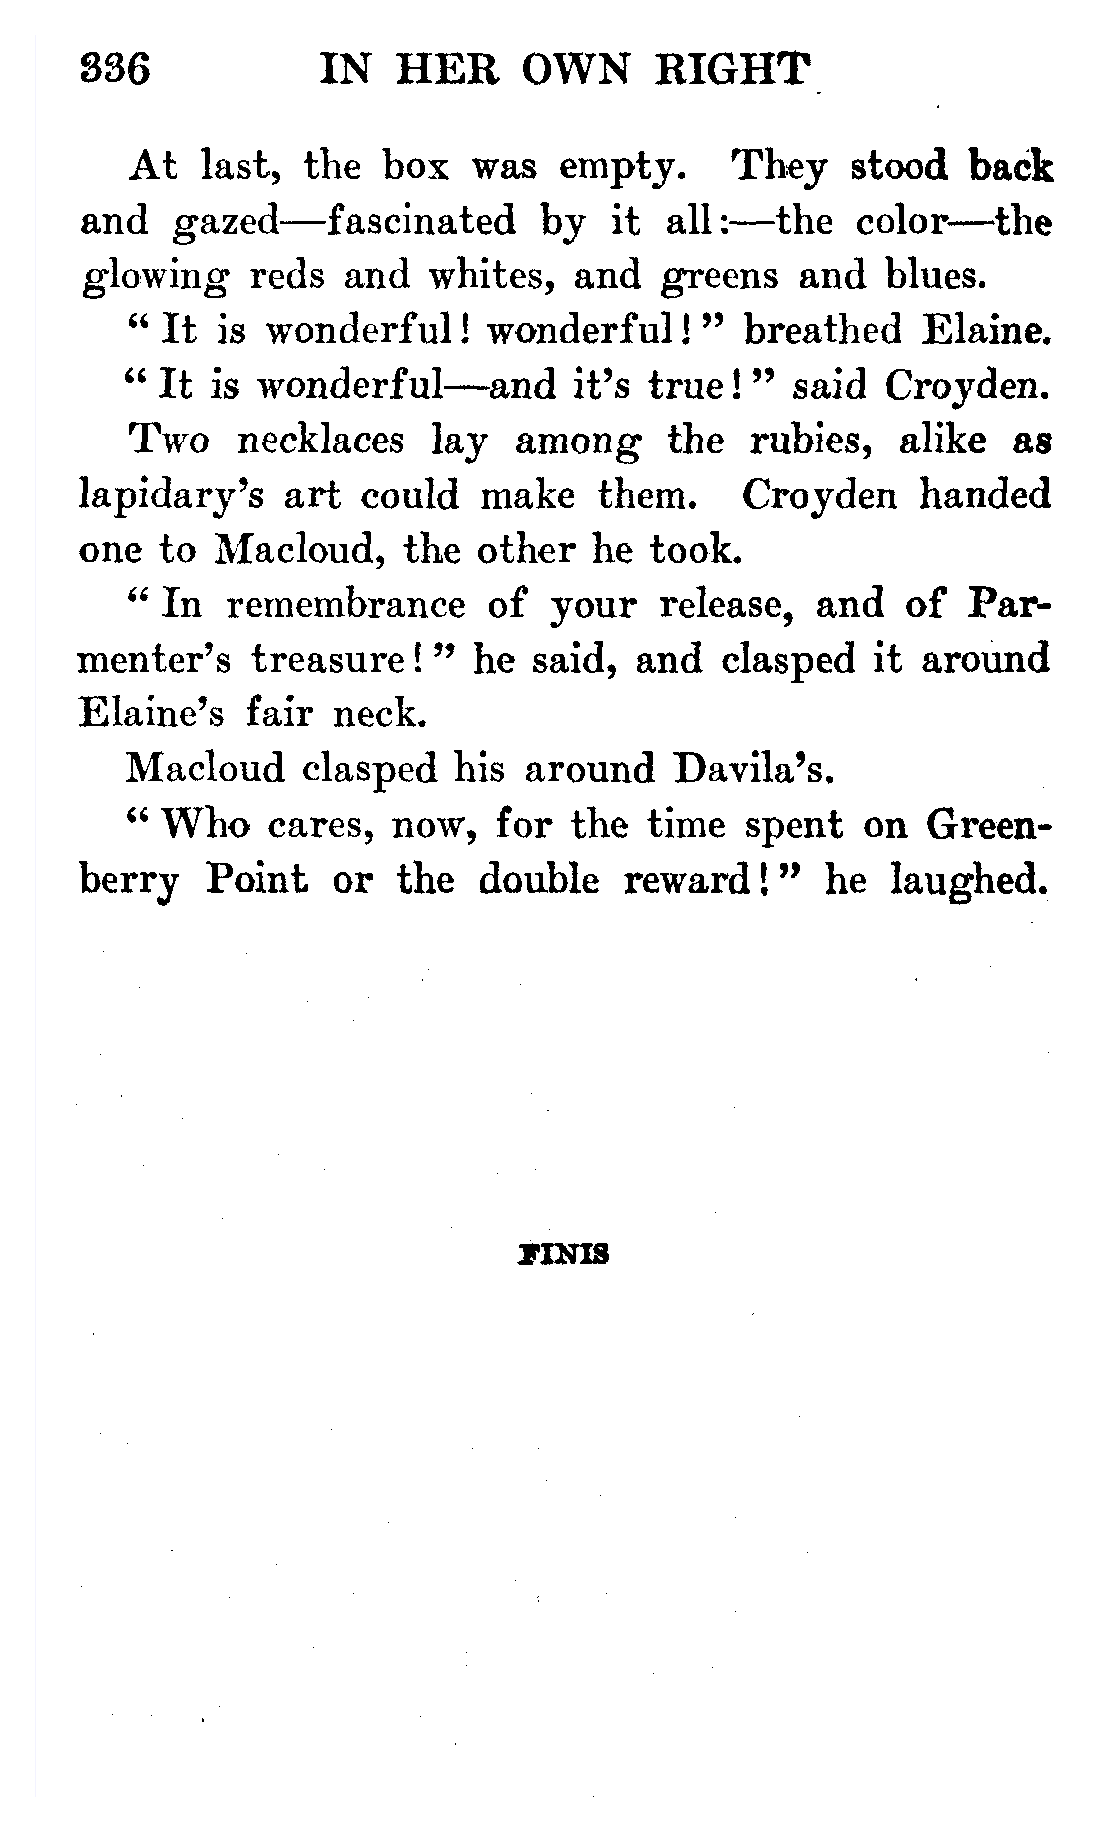 336 IN HER OWN RIGHT
At last, the box was empty. They stood back
and gazed—fascinated by it all:—the color—the
glowing reds and whites, and greens and blues.
“ It is wonderful! wonderful! ” breathed Elaine.
“ It is wonderful—and it’s true! ” said Croyden.
Two necklaces lay among the rubies, alike as
lapidary’s art could make them. Croyden handed
one to Macloud, the other he took.
“ In remembrance of your release, and of Par-
menter’s treasure! ” he said, and clasped it around
Elaine’s fair neck.
Macloud clasped his around Davila’s.
“ Who cares, now, for the time spent on Green-
berry Point or the double reward! ” he laughed.
FINIS